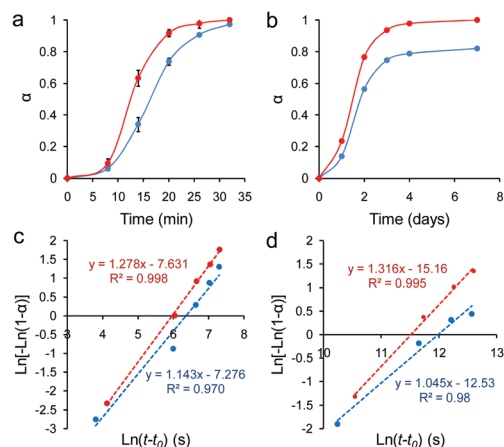 a
1
0.8
0.6
0.4
0.2
0
α
0 5 10 15 20 25 30 35
Time (min)
b
1
0.8
0.6
0.4
0.2
0
α
0 2 4 6 8
Time (days)
c
2
1.5
1
0.5
0
-0.5
-1
-1.5
-2
-2.5
-3
Ln[-Ln(1-α)]
3 4 5 6 7 8
y = 1.278x - 7.631
R² = 0.998
y = 1.143x - 7.276
R² = 0.970
Ln(t-t₀) (s)
d
2
1.5
1
0.5
0
-0.5
-1
-1.5
-2
Ln[-Ln(1-α)]
10 11 12 13
y = 1.316x - 15.16
R² = 0.995
y = 1.045x - 12.53
R² = 0.98
Ln(t-t₀) (s)